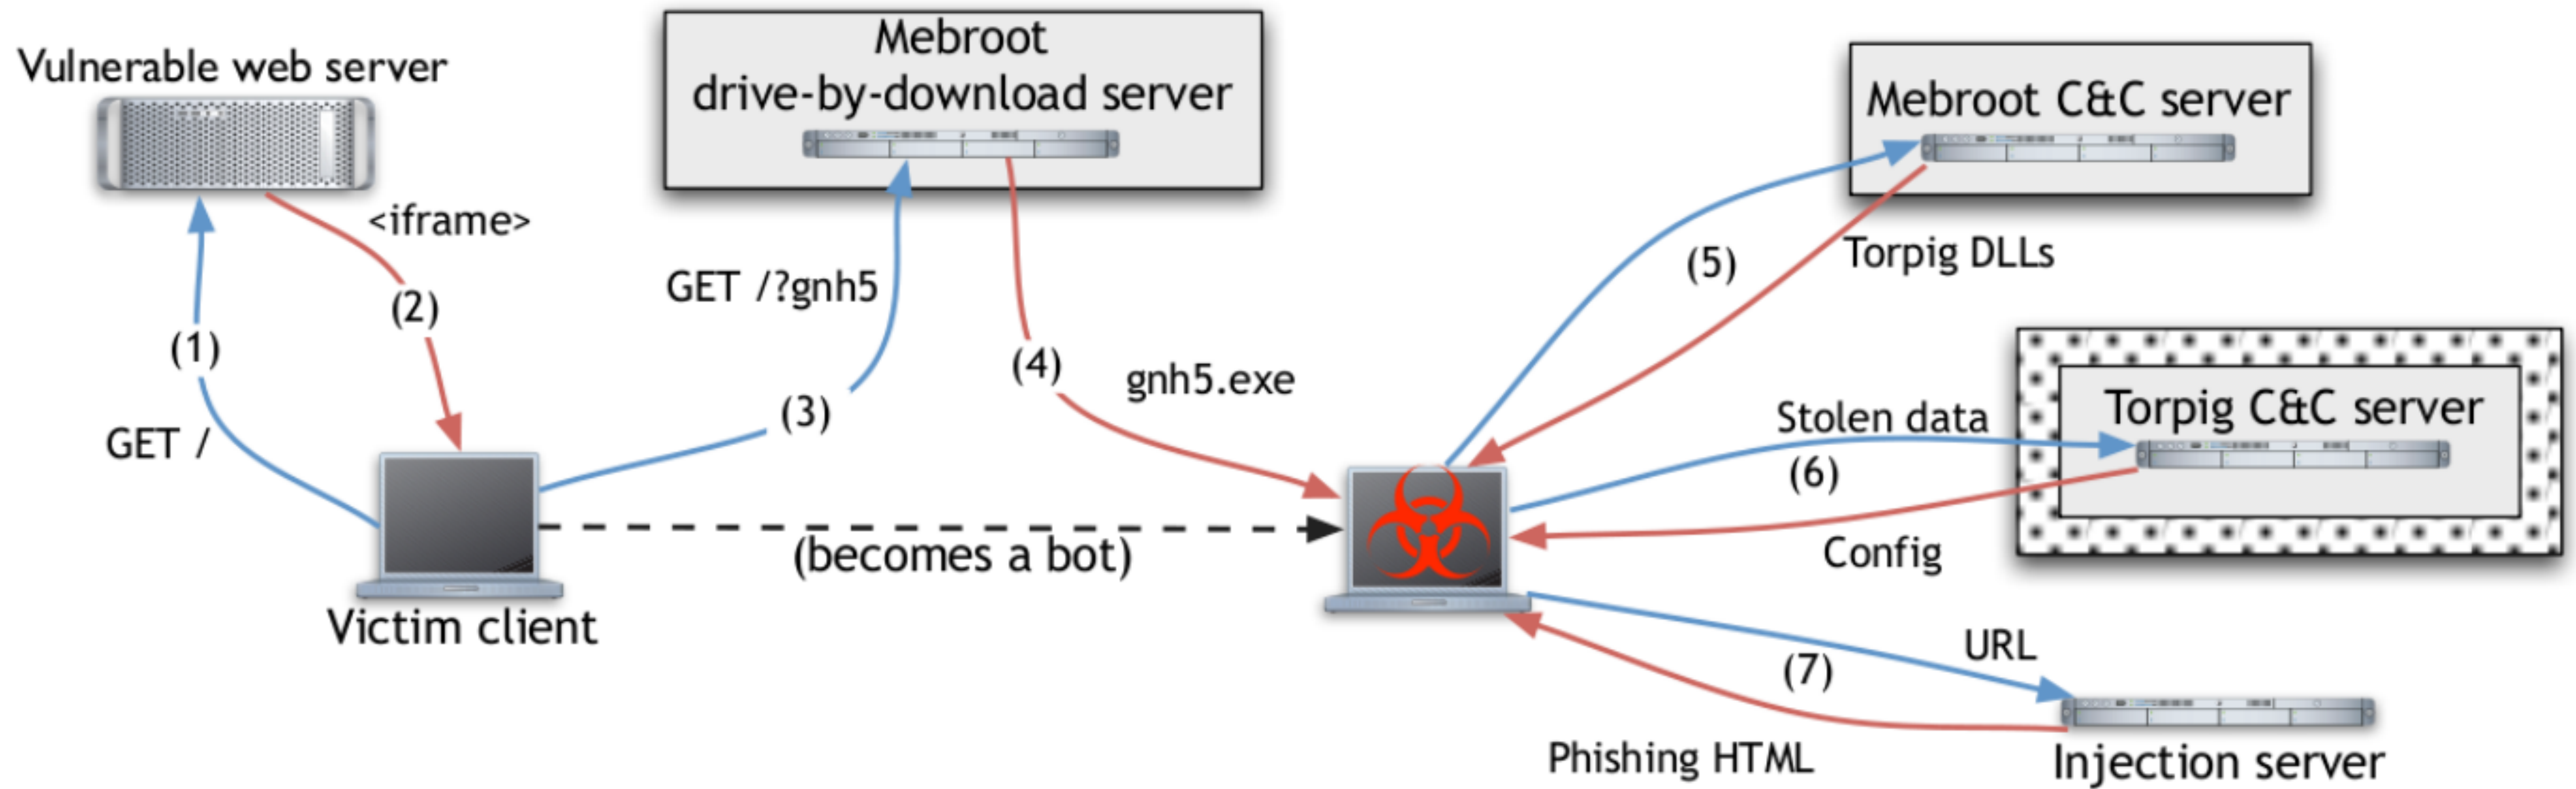 Vulnerable web server
<iframe>
(2)
(1)
GET /
Victim client
Mebroot
drive-by-download server
GET /?gnh5
(3)
(4)
gnh5.exe
(becomes a bot)
Mebroot C&C server
(5)
Torpig DLLs
Torpig C&C server
Stolen data
(6)
Config
URL
(7)
Phishing HTML
Injection server